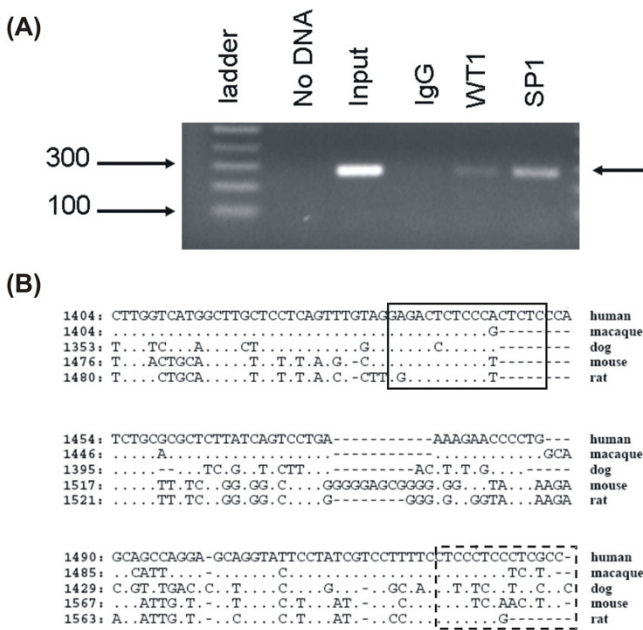 (A)
ladder
No DNA
Input
IgG
WT1
SP1
300
100
(B)
1404: CTTGGTCATGGCTTGCTCCTCAGTTTGTAGGAGACTCTCCCACTCTCCCA human
1404: .........................................G-------- macaque
1353: T...TC...A....CT...........G.......C......-------- dog
1476: T...ACTGCA.....T..T.T.A.G.-C.............T-------- mouse
1480: T....CTGCA.....T..T.T.A.C.-CTT.G.........T-------- rat
1454: TCTGCGCGCTCTTATCAGTCCTGA-----------AAAGAACCCCTG--- human
1446: .....A..................-----------............GCA macaque
1395: .....--...TC.G..T.CTT...---------AC.T.T.G......--- dog
1517: .....TT.TC..GG.GG.C....GGGGGAGCGGGG.GG..TA...AAGA mouse
1521: .....TT.TC..GG.GG.C....G--------GGG.G..GGTA..AAGA rat
1490: GCAGCCAGGA-GCAGGTATTCCTATCGTCCTTTTCCTCCCTCCCTCGCC- human
1485: ...CATT...-.......C........................TC.T..- macaque
1429: C.GT.TGAC.C..T....C....G......GC.A...T.TC..T.C..C dog
1567: ...ATTG.T.-..T.....C.T...AT....-CC.......TC.AAC.T.- mouse
1563: A..ATTG.T.-..T.....C.T...AT....-CC........G------- rat